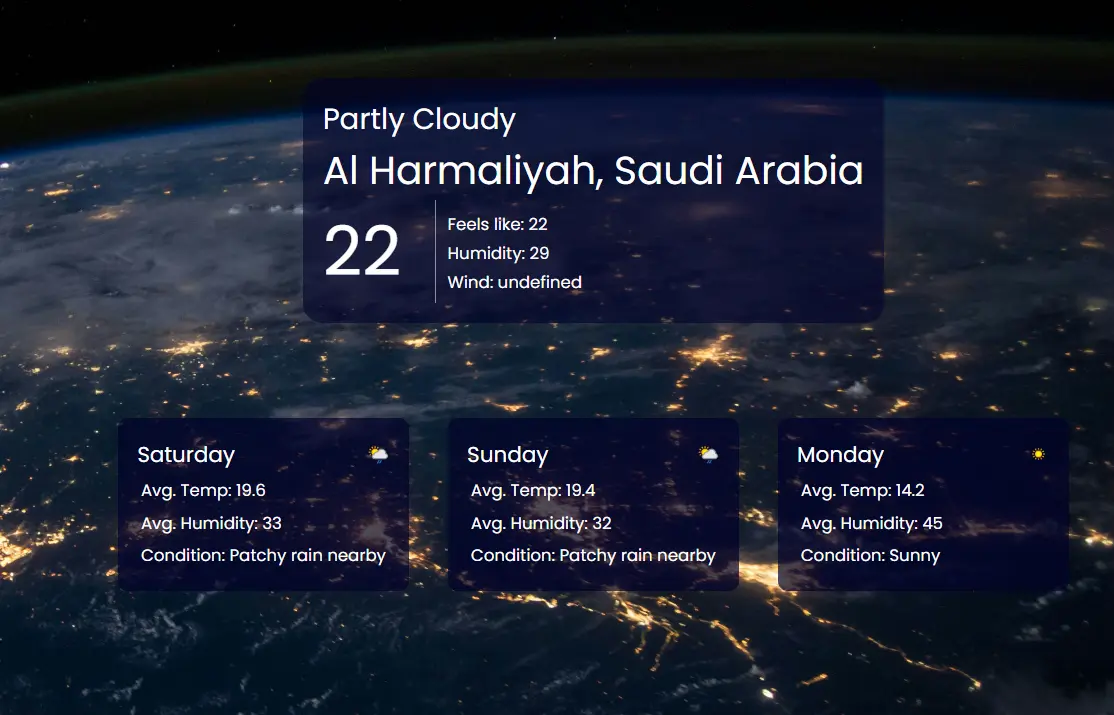 Partly Cloudy
Al Harmaliyah, Saudi Arabia
22
Feels like: 22
Humidity: 29
Wind: undefined
Saturday
Avg. Temp: 19.6
Avg. Humidity: 33
Condition: Patchy rain nearby
Sunday
Avg. Temp: 19.4
Avg. Humidity: 32
Condition: Patchy rain nearby
Monday
Avg. Temp: 14.2
Avg. Humidity: 45
Condition: Sunny